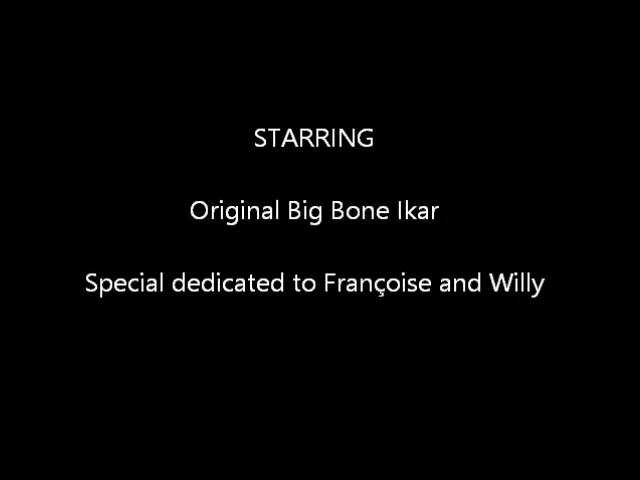 STARRING
Original Big Bone Ikar
Special dedicated to Françoise and Willy